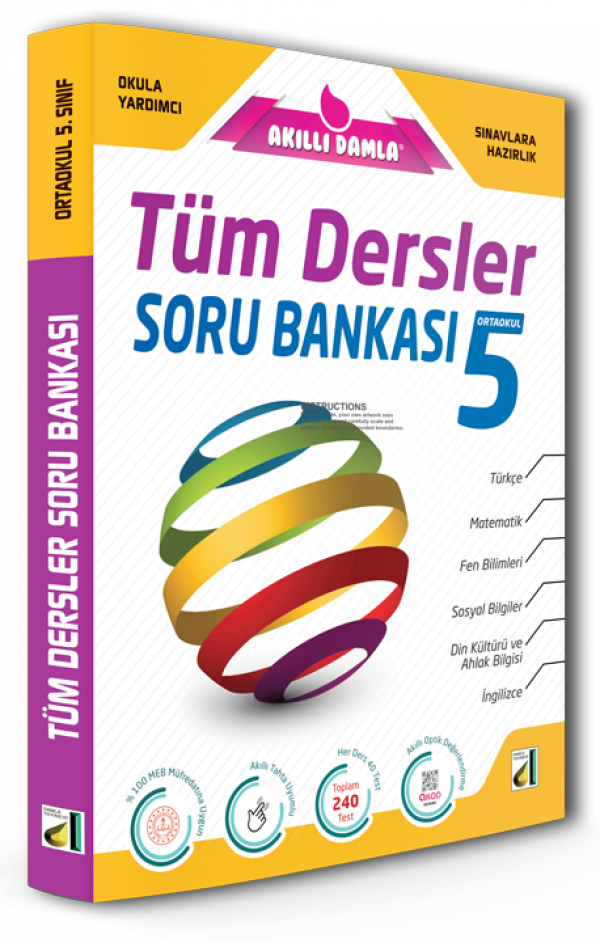 ORTAOKUL 5. SINIF
TÜM DERSLER SORU BANKASI
OKULA
YARDIMCI
AKILLI DAMLA®
SINAVLARA
HAZIRLIK
Tüm Dersler
SORU BANKASI
ORTAOKUL
5
Türkçe
Matematik
Fen Bilimleri
Sosyal Bilgiler
Din Kültürü ve
Ahlak Bilgisi
İngilizce
% 100 MEB Müfredatına Uygun
Akıllı Tahta Uyumlu
Her Ders 40 Test
Toplam
240
Test
Akıllı Optik Değerlendirme